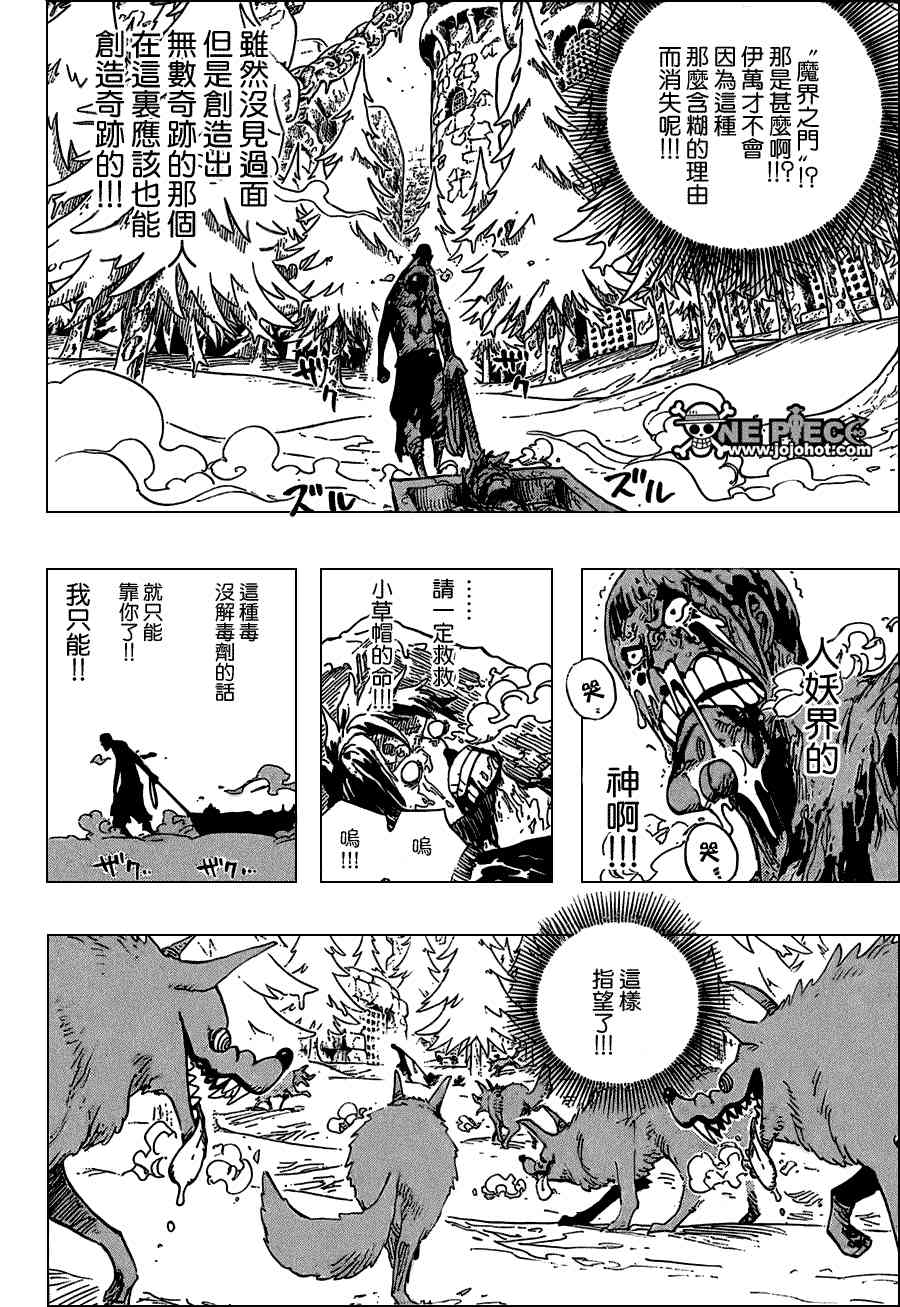 〝魔界之門〞!?
那是甚麼啊!!?
伊萬才不會
因為這種
那麼含糊的理由
而消失呢!!!
雖然沒見過面
但是創造出
無數奇跡的那個人
在這裏應該也能
創造奇跡的!!!
ザク
ザク
ズル
ズル
ONE PIECE
www.jojohot.com
人妖界的
神啊!!!
哭
哭
……
請一定救救
小草帽的命!!!
嗚
嗚!!!
這種毒
沒解毒劑的話
就只能
靠你了!!
我只能!!
ザク…
ザク…
這樣
指望了!!!